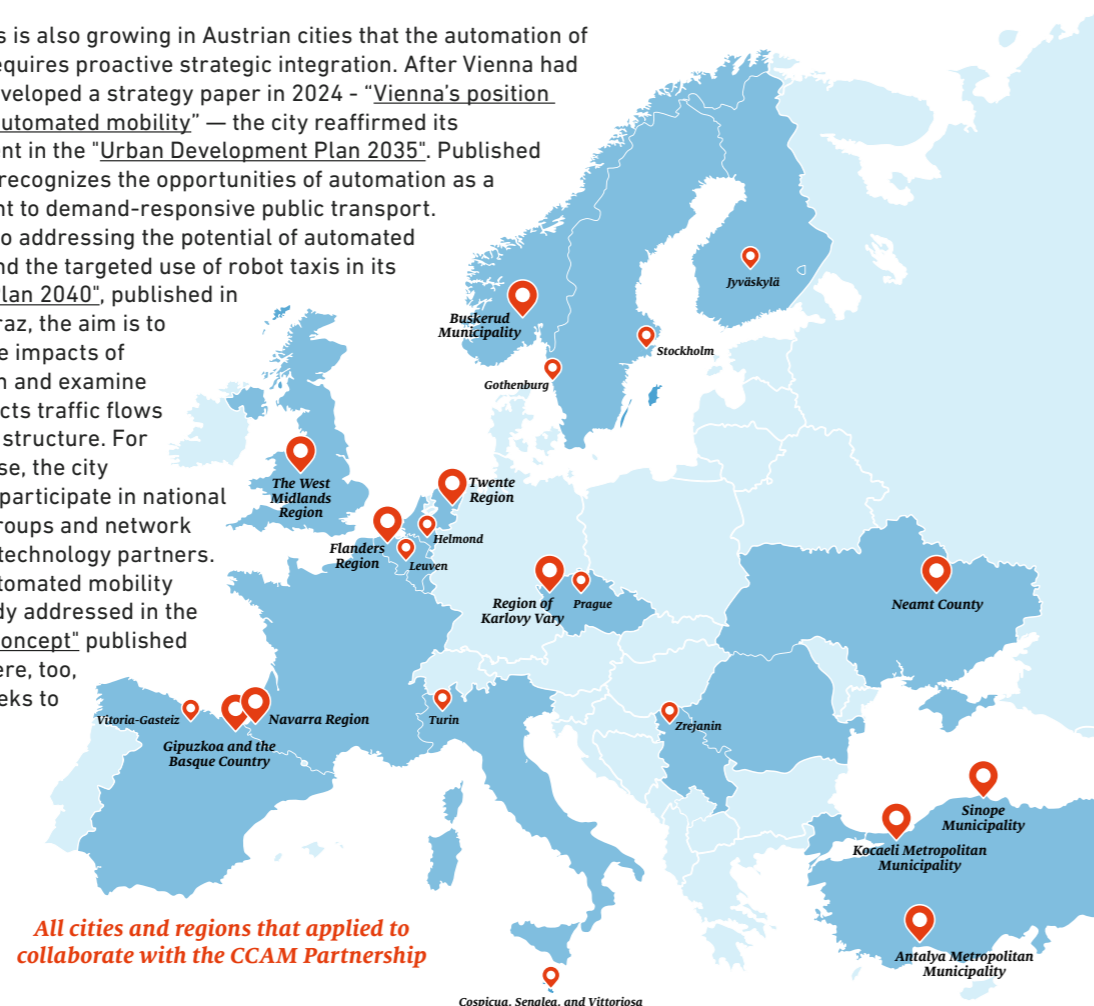 s is also growing in Austrian cities that the automation of
equires proactive strategic integration. After Vienna had
veloped a strategy paper in 2024 - “Vienna’s position
utomated mobility” — the city reaffirmed its
ent in the "Urban Development Plan 2035". Published
recognizes the opportunities of automation as a
nt to demand-responsive public transport.
o addressing the potential of automated
nd the targeted use of robot taxis in its
lan 2040", published in
raz, the aim is to
e impacts of
n and examine
cts traffic flows
structure. For
se, the city
participate in national
roups and network
technology partners.
tomated mobility
dy addressed in the
oncept" published
ere, too,
eks to
Jyväskylä
Buskerud
Municipality
Stockholm
Gothenburg
The West
Midlands
Region
Twente
Region
Helmond
Flanders
Region
Leuven
Region of
Karlovy Vary
Prague
Neamt County
Vitoria-Gasteiz
Navarra Region
Gipuzkoa and the
Basque Country
Turin
Zrejanin
Sinope
Municipality
Kocaeli Metropolitan
Municipality
Antalya Metropolitan
Municipality
All cities and regions that applied to
collaborate with the CCAM Partnership
Cospicua, Senglea, and Vittoriosa